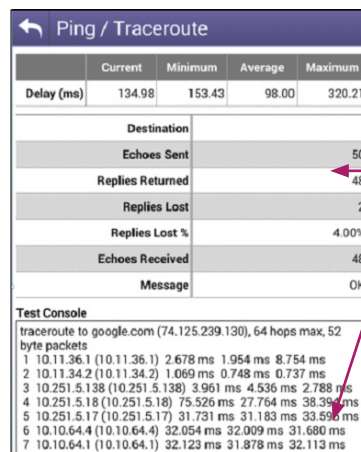 Ping / Traceroute
Current Minimum Average Maximum
Delay (ms) 134.98 153.43 98.00 320.21
Destination
Echoes Sent 50
Replies Returned 48
Replies Lost 2
Replies Lost % 4.00%
Echoes Received 48
Message OK
Test Console
traceroute to google.com (74.125.239.130), 64 hops max, 52
byte packets
1 10.11.36.1 (10.11.36.1) 2.678 ms 1.954 ms 8.754 ms
2 10.11.34.2 (10.11.34.2) 1.069 ms 0.748 ms 0.737 ms
3 10.251.5.138 (10.251.5.138) 3.961 ms 4.536 ms 2.788 ms
4 10.251.5.18 (10.251.5.18) 75.526 ms 27.764 ms 38.394 ms
5 10.251.5.17 (10.251.5.17) 31.731 ms 31.183 ms 33.595 ms
6 10.10.64.4 (10.10.64.4) 32.054 ms 32.009 ms 31.680 ms
7 10.10.64.1 (10.10.64.1) 32.123 ms 31.878 ms 32.113 ms